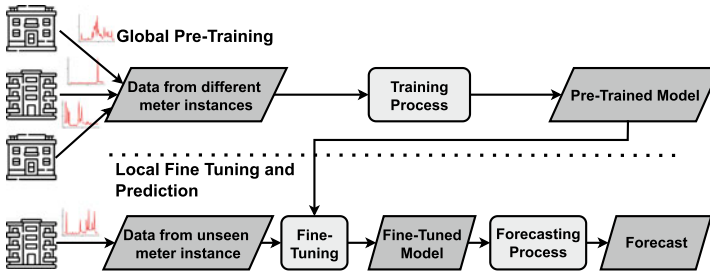 Global Pre-Training
Data from different
meter instances
Training
Process
Pre-Trained Model
Local Fine Tuning and
Prediction
Data from unseen
meter instance
Fine-
Tuning
Fine-Tuned
Model
Forecasting
Process
Forecast